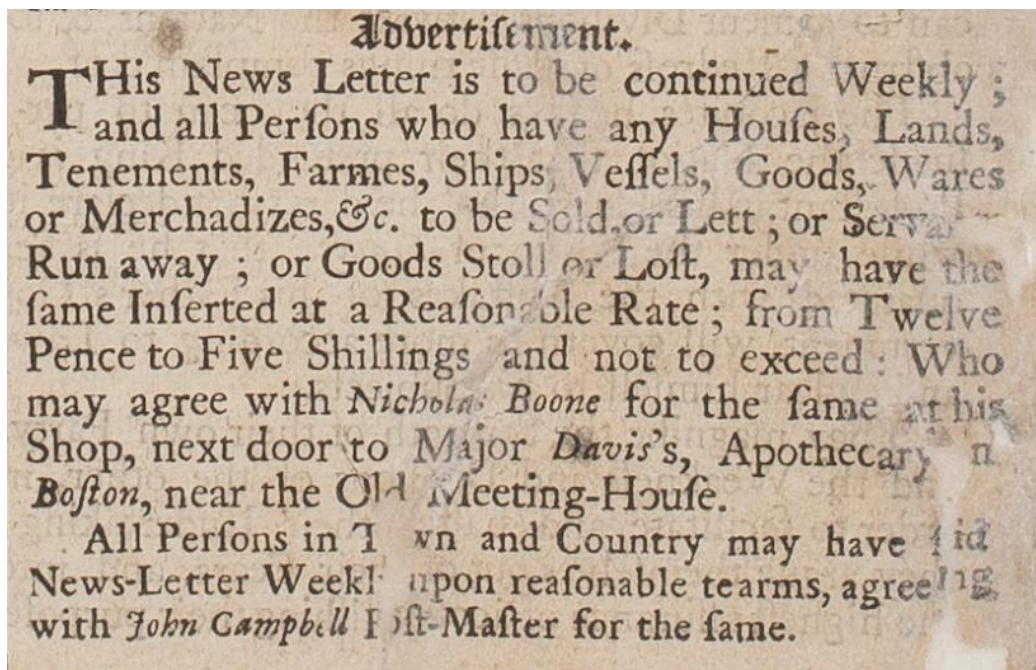 Advertiſement.
THis News Letter is to be continued Weekly ;
and all Perſons who have any Houſes, Lands,
Tenements, Farmes, Ships, Veſſels, Goods, Wares
or Merchadizes, &c. to be Sold, or Lett ; or
Run away ; or Goods Stoll or Loſt, may have the
ſame Inſerted at a Reaſonable Rate ; from Twelve
Pence to Five Shillings and not to exceed : Who
may agree with Nicholas Boone for the ſame at his
Shop, next door to Major Davis's, Apothecary
Boſton, near the Old Meeting-Houſe.
All Perſons in Town and Country may have ſaid
News-Letter Weekly upon reaſonable tearms, agreeing
with John Campbell Poſt-Maſter for the ſame.